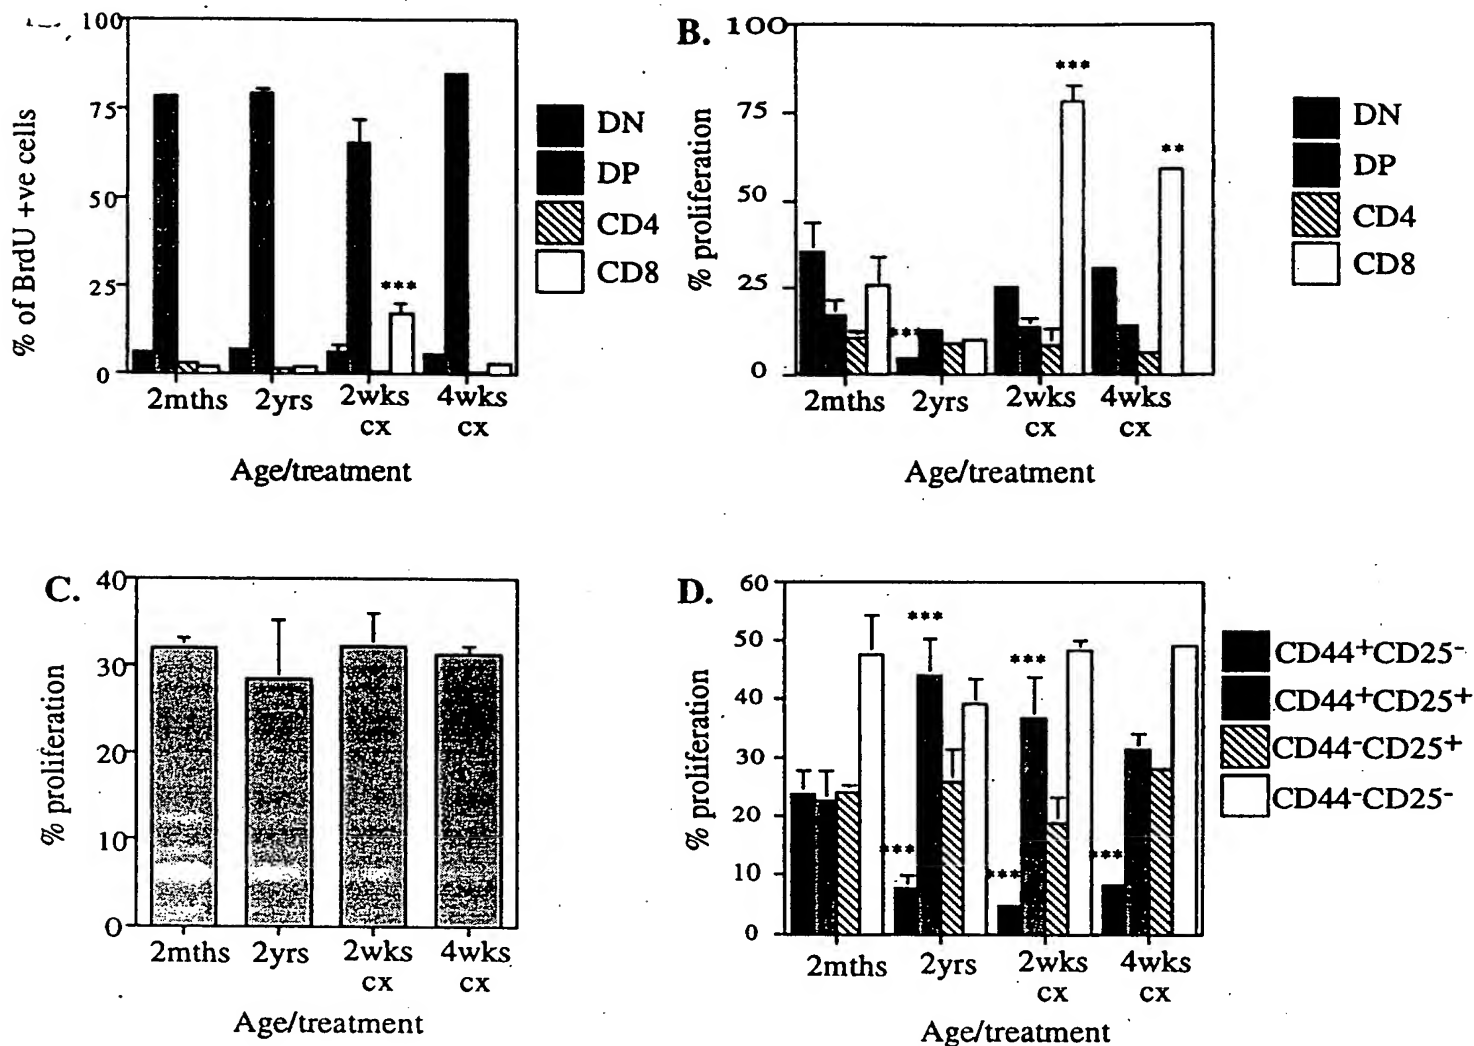 100
75
50
25
0
% of BrdU +ve cells
2mths 2yrs 2wks cx 4wks cx
Age/treatment
***
DN
DP
CD4
CD8
B.
100
75
50
25
0
% proliferation
2mths 2yrs 2wks cx 4wks cx
Age/treatment
***
***
**
DN
DP
CD4
CD8
C.
40
30
20
10
0
% proliferation
2mths 2yrs 2wks cx 4wks cx
Age/treatment
D.
60
50
40
30
20
10
0
% proliferation
2mths 2yrs 2wks cx 4wks cx
Age/treatment
***
***
***
***
***
CD44+CD25-
CD44+CD25+
CD44-CD25+
CD44-CD25-